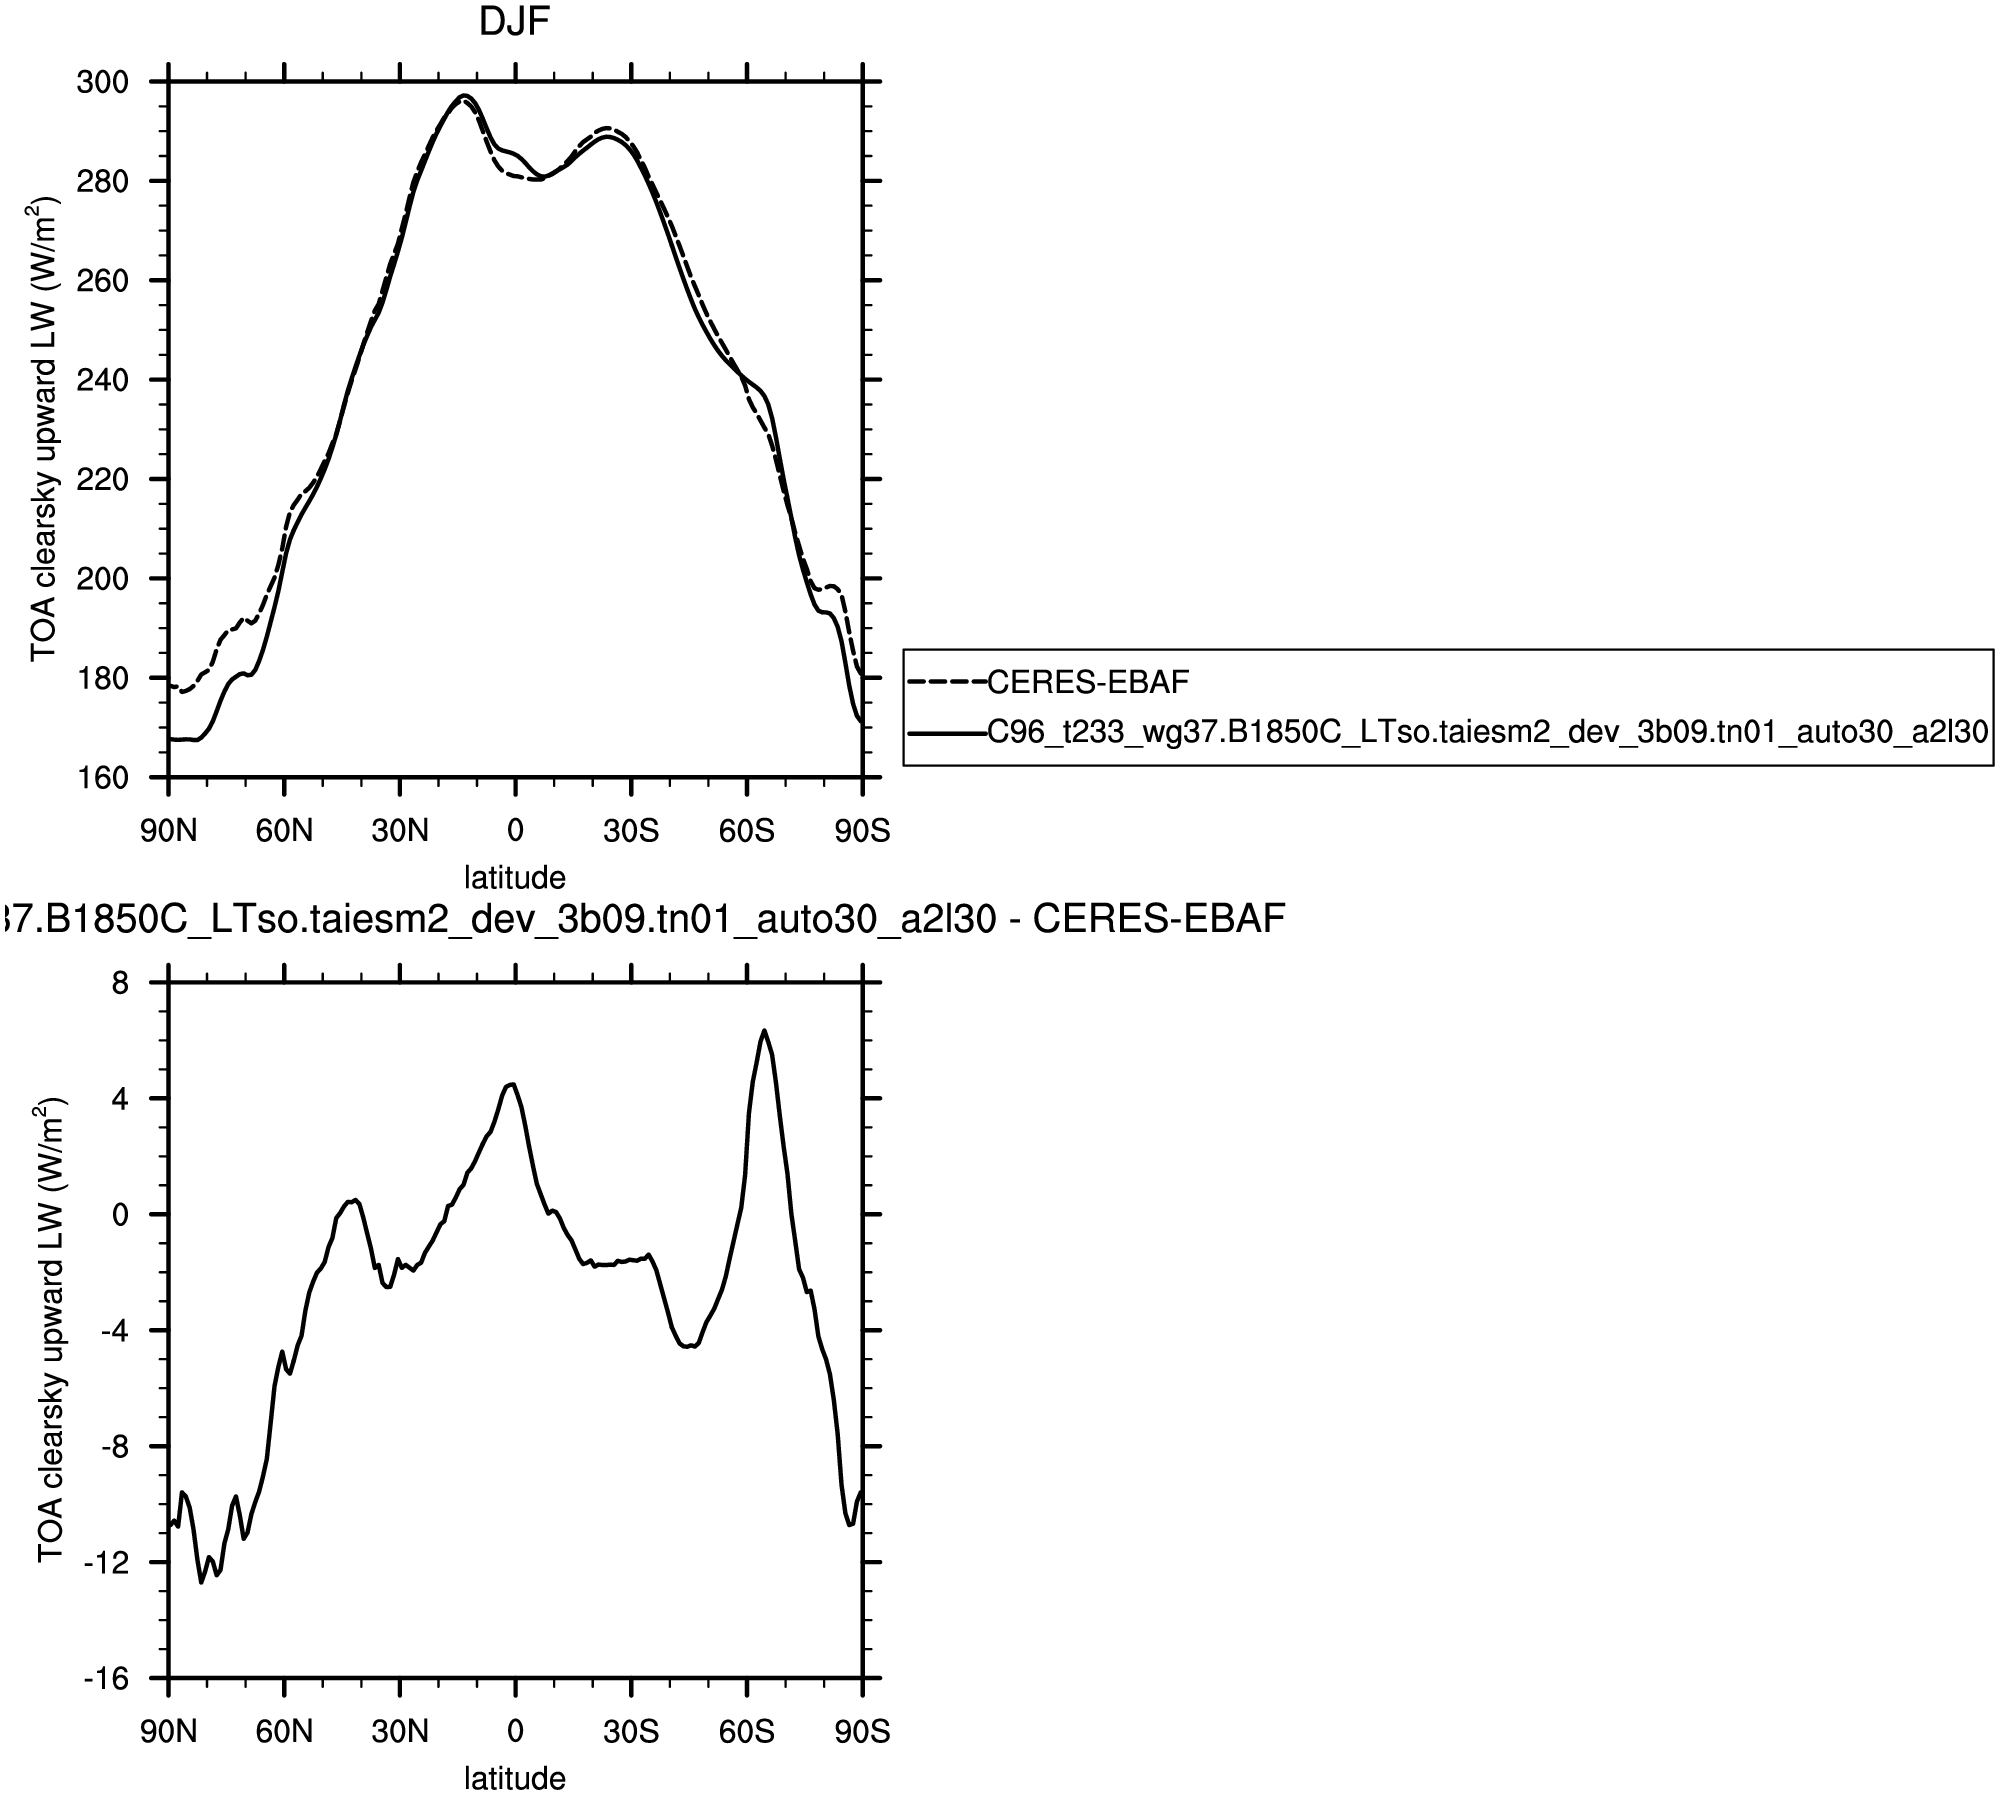 DJF
300
280
260
240
220
200
180
160
TOA clearsky upward LW (W/m²)
90N 60N 30N 0 30S 60S 90S
latitude
CERES-EBAF
C96_t233_wg37.B1850C_LTso.taiesm2_dev_3b09.tn01_auto30_a2l30
37.B1850C_LTso.taiesm2_dev_3b09.tn01_auto30_a2l30 - CERES-EBAF
8
4
0
-4
-8
-12
-16
TOA clearsky upward LW (W/m²)
90N 60N 30N 0 30S 60S 90S
latitude